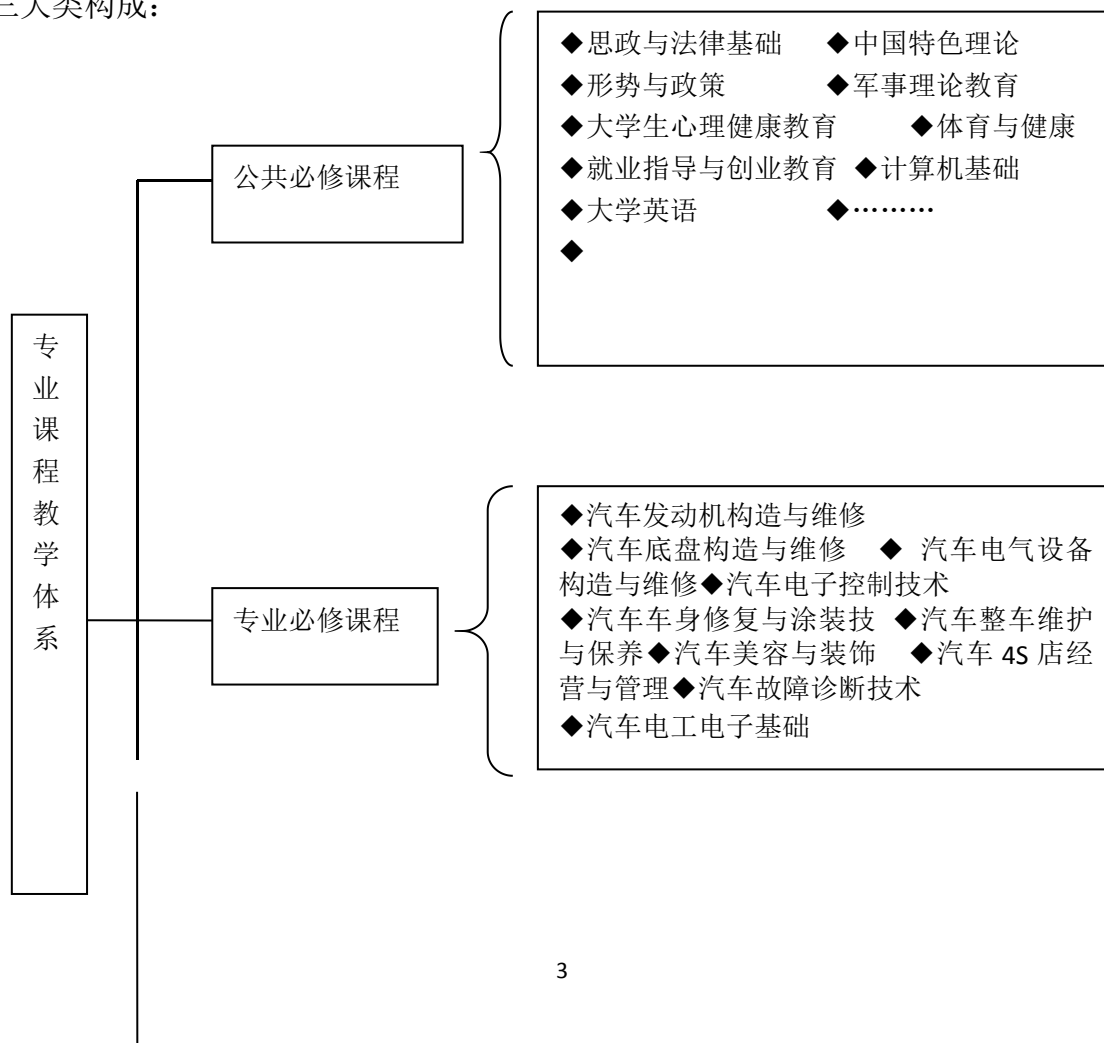 三大类构成：
◆思政与法律基础 ◆中国特色理论
◆形势与政策 ◆军事理论教育
◆大学生心理健康教育 ◆体育与健康
◆就业指导与创业教育 ◆计算机基础
◆大学英语 ◆………
◆
公共必修课程
专业课程教学体系
◆汽车发动机构造与维修
◆汽车底盘构造与维修 ◆ 汽车电气设备
构造与维修◆汽车电子控制技术
◆汽车车身修复与涂装技 ◆汽车整车维护
与保养◆汽车美容与装饰 ◆汽车 4S 店经
营与管理◆汽车故障诊断技术
◆汽车电工电子基础
专业必修课程
3